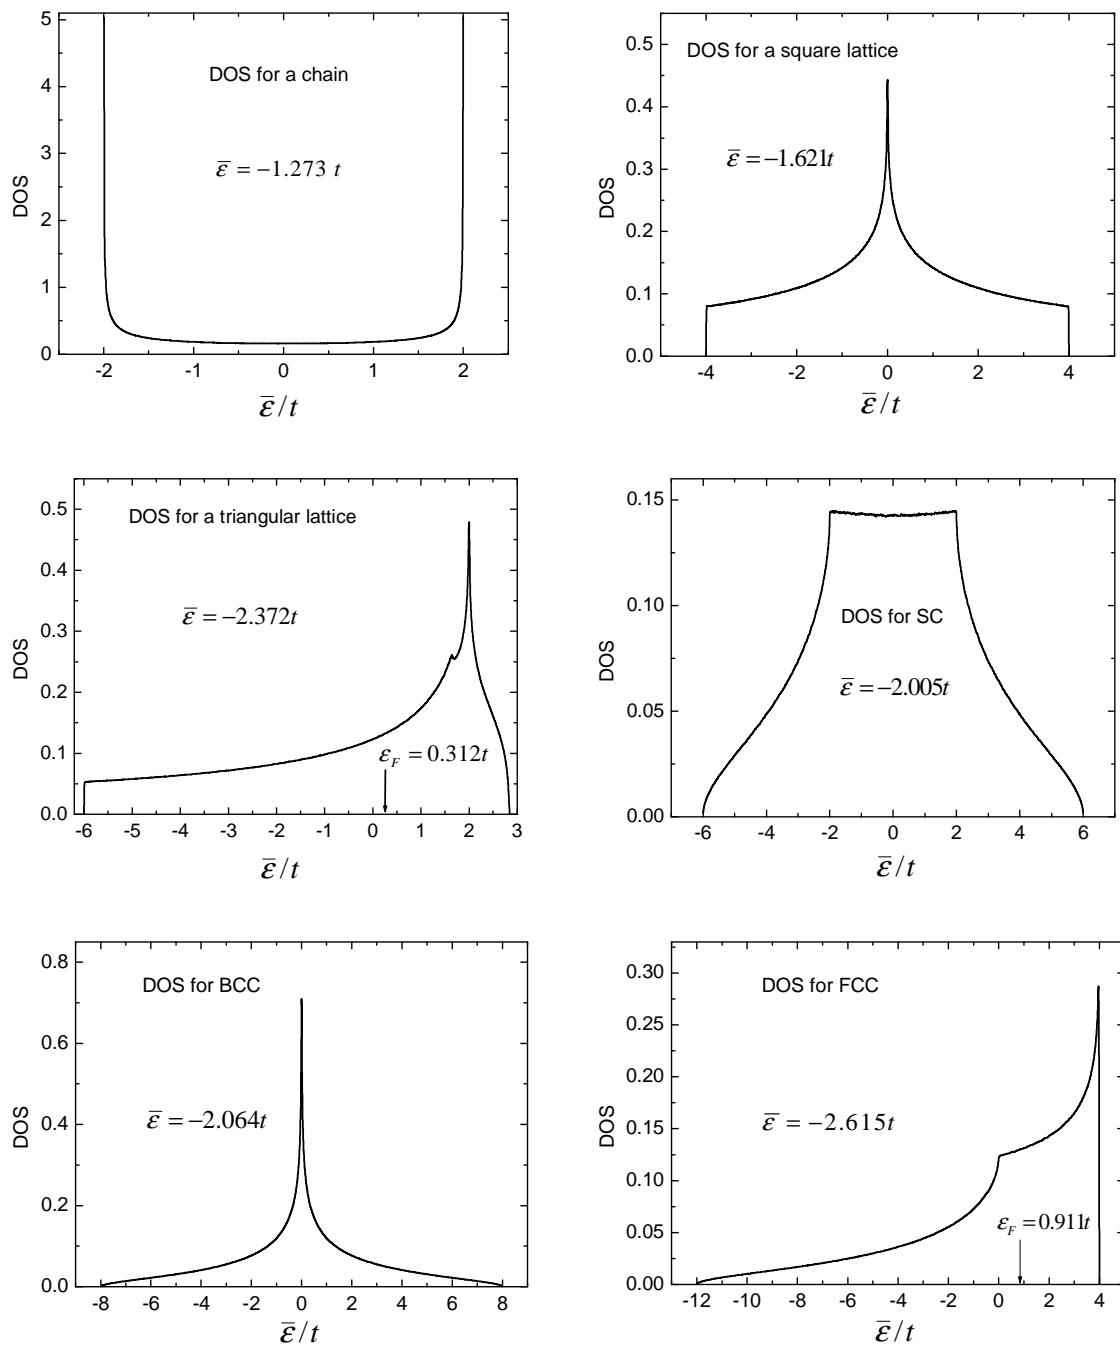 DOS for a chain
ε̄ = −1.273 t
DOS
5
4
3
2
1
0
-2 -1 0 1 2
ε̄/t
DOS for a square lattice
ε̄ = −1.621t
DOS
0.5
0.4
0.3
0.2
0.1
0.0
-4 -2 0 2 4
ε̄/t
DOS for a triangular lattice
ε̄ = −2.372t
ε_F = 0.312t
DOS
0.5
0.4
0.3
0.2
0.1
0.0
-6 -5 -4 -3 -2 -1 0 1 2 3
ε̄/t
DOS for SC
ε̄ = −2.005t
DOS
0.15
0.10
0.05
0.00
-6 -4 -2 0 2 4 6
ε̄/t
DOS for BCC
ε̄ = −2.064t
DOS
0.8
0.6
0.4
0.2
0.0
-8 -6 -4 -2 0 2 4 6 8
ε̄/t
DOS for FCC
ε̄ = −2.615t
ε_F = 0.911t
DOS
0.30
0.25
0.20
0.15
0.10
0.05
0.00
-12 -10 -8 -6 -4 -2 0 2 4
ε̄/t